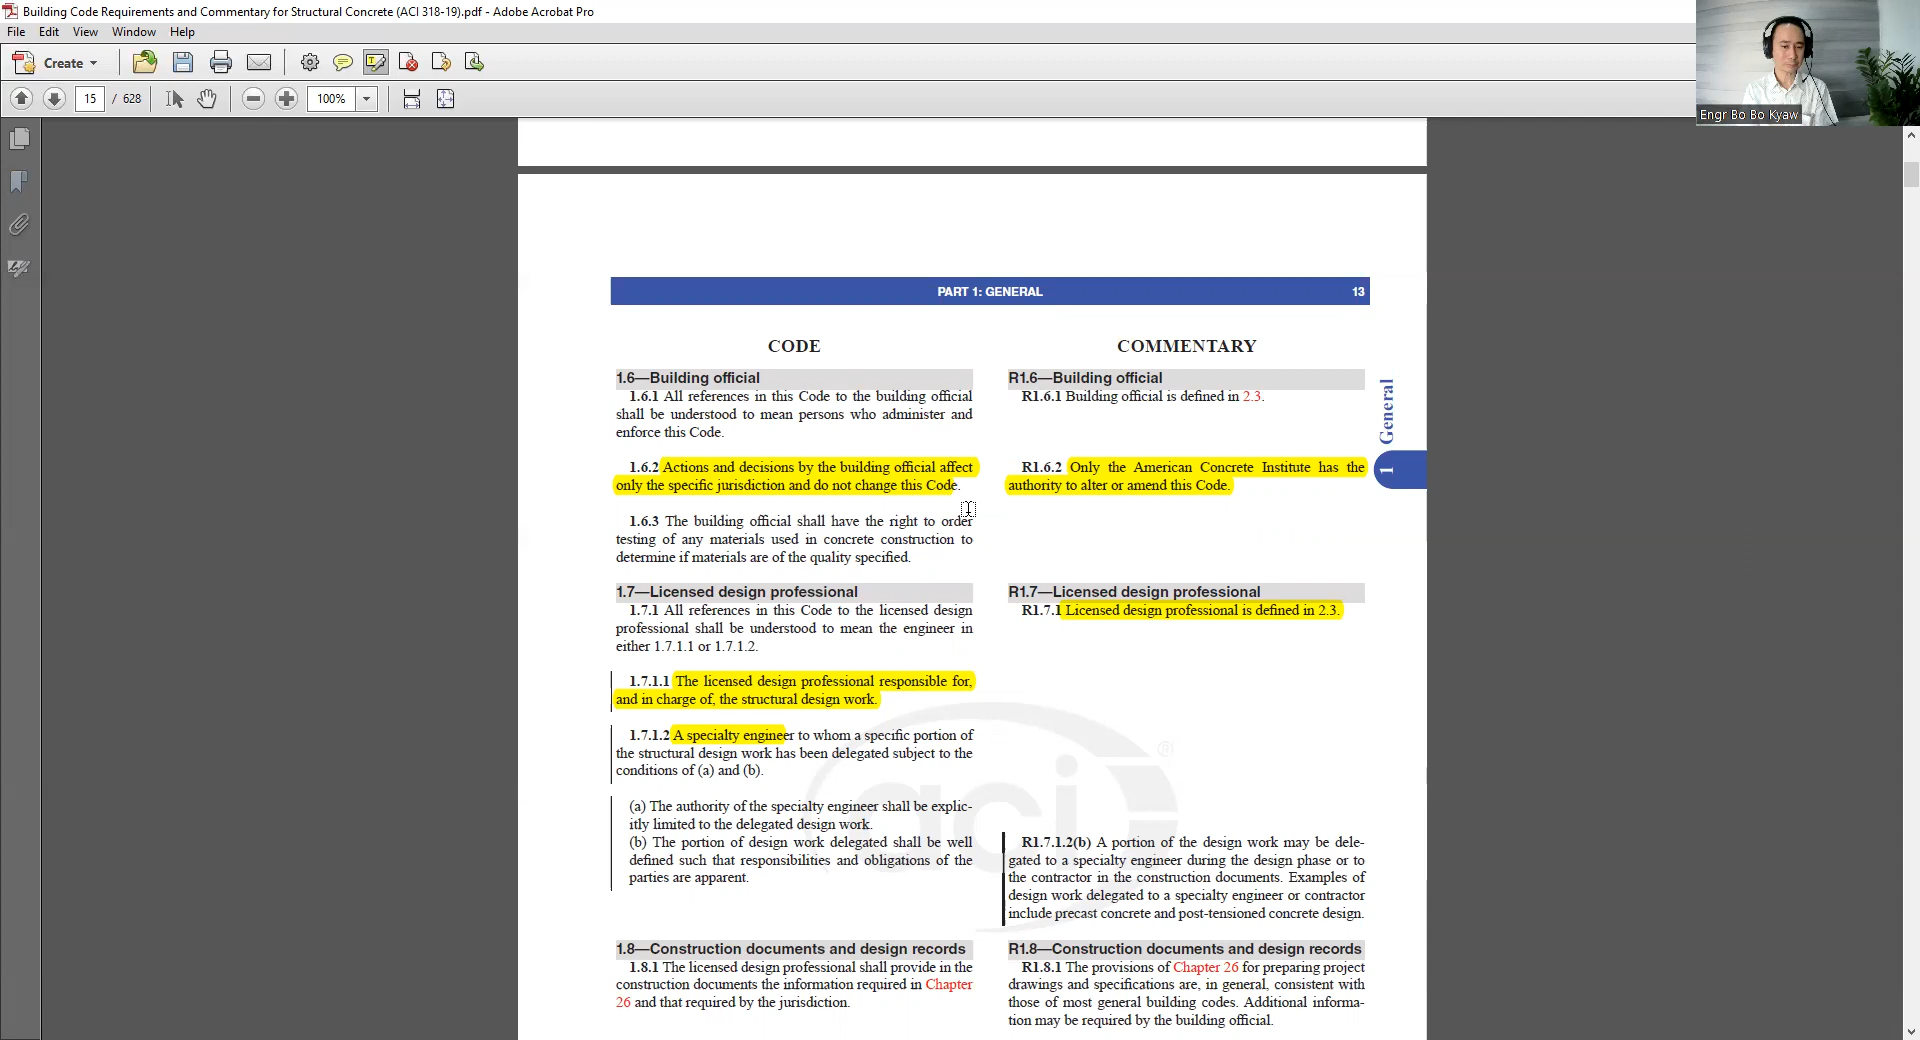 Building Code Requirements and Commentary for Structural Concrete (ACI 318-19).pdf - Adobe Acrobat Pro
File Edit View Window Help
Create
15 / 628 100%
Engr Bo Bo Kyaw
PART 1: GENERAL 13
CODE
1.6—Building official
1.6.1 All references in this Code to the building official
shall be understood to mean persons who administer and
enforce this Code.
1.6.2 Actions and decisions by the building official affect
only the specific jurisdiction and do not change this Code.
1.6.3 The building official shall have the right to order
testing of any materials used in concrete construction to
determine if materials are of the quality specified.
1.7—Licensed design professional
1.7.1 All references in this Code to the licensed design
professional shall be understood to mean the engineer in
either 1.7.1.1 or 1.7.1.2.
1.7.1.1 The licensed design professional responsible for,
and in charge of, the structural design work.
1.7.1.2 A specialty engineer to whom a specific portion of
the structural design work has been delegated subject to the
conditions of (a) and (b).
(a) The authority of the specialty engineer shall be explic-
itly limited to the delegated design work.
(b) The portion of design work delegated shall be well
defined such that responsibilities and obligations of the
parties are apparent.
1.8—Construction documents and design records
1.8.1 The licensed design professional shall provide in the
construction documents the information required in Chapter
26 and that required by the jurisdiction.
COMMENTARY
R1.6—Building official
R1.6.1 Building official is defined in 2.3.
R1.6.2 Only the American Concrete Institute has the
authority to alter or amend this Code.
R1.7—Licensed design professional
R1.7.1 Licensed design professional is defined in 2.3.
R1.7.1.2(b) A portion of the design work may be dele-
gated to a specialty engineer during the design phase or to
the contractor in the construction documents. Examples of
design work delegated to a specialty engineer or contractor
include precast concrete and post-tensioned concrete design.
R1.8—Construction documents and design records
R1.8.1 The provisions of Chapter 26 for preparing project
drawings and specifications are, in general, consistent with
those of most general building codes. Additional informa-
tion may be required by the building official.
1 General
aci®